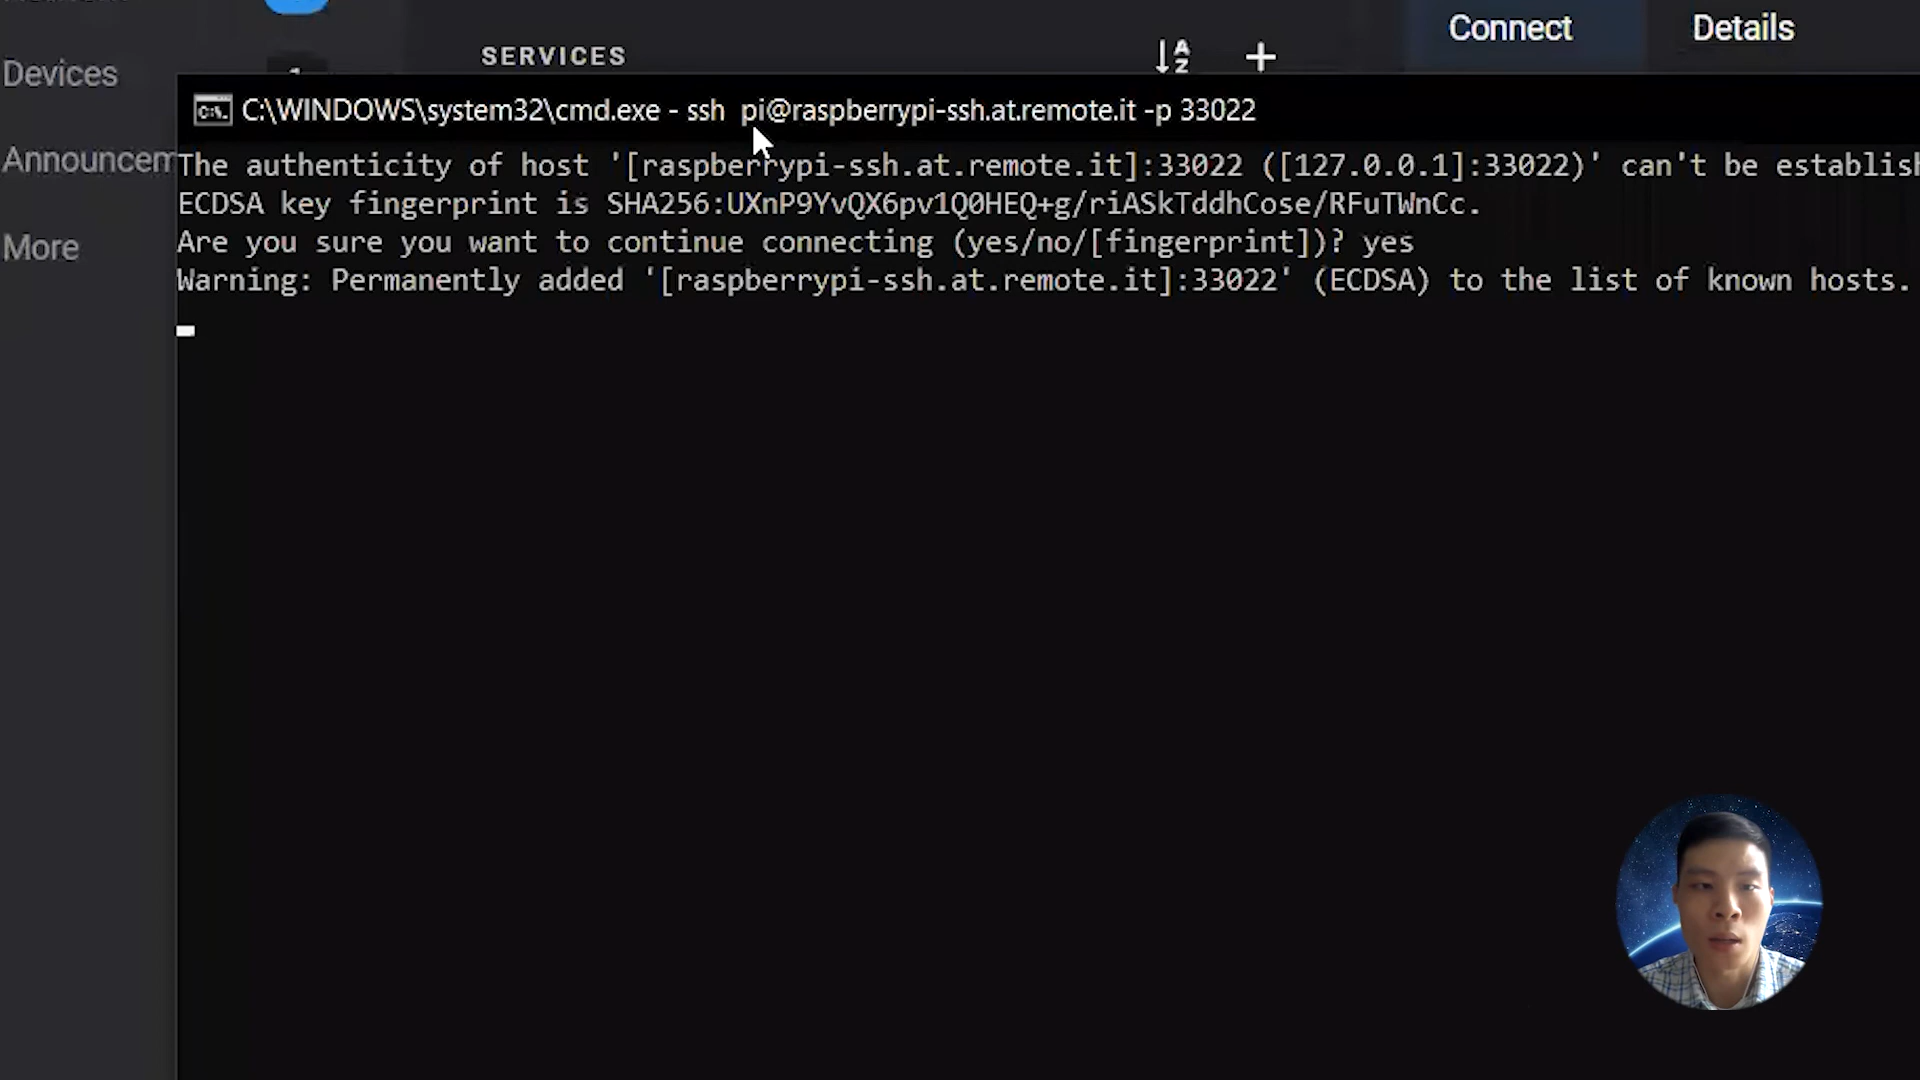 Connect Details
SERVICES
Devices
C:\WINDOWS\system32\cmd.exe - ssh  pi@raspberrypi-ssh.at.remote.it -p 33022
Announcem
The authenticity of host '[raspberrypi-ssh.at.remote.it]:33022 ([127.0.0.1]:33022)' can't be establish
ECDSA key fingerprint is SHA256:UXnP9YvQX6pv1Q0HEQ+g/riASkTddhCose/RFuTWnCc.
More
Are you sure you want to continue connecting (yes/no/[fingerprint])? yes
Warning: Permanently added '[raspberrypi-ssh.at.remote.it]:33022' (ECDSA) to the list of known hosts.